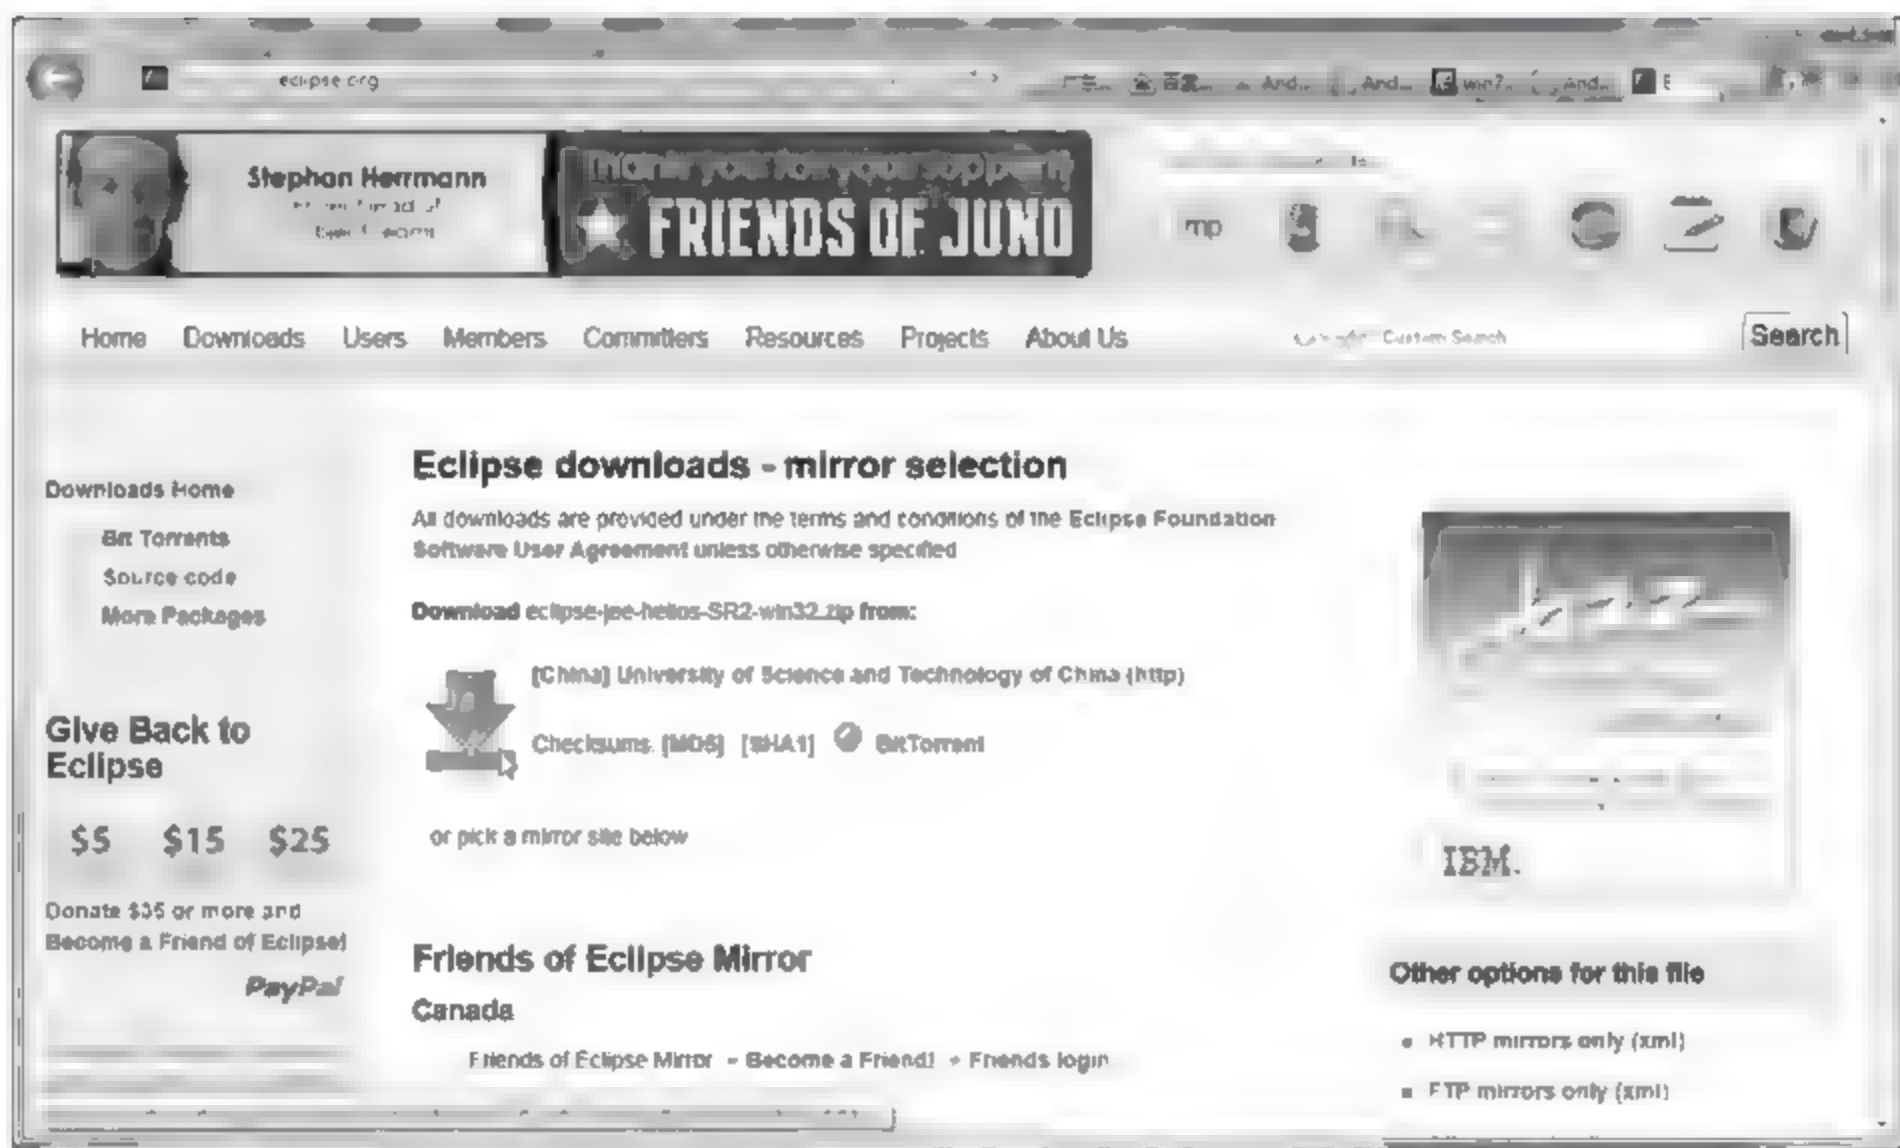 eclipse.org
And...
And...
win7...
And...
Stephan Herrmann
FRIENDS OF JUNO
Home Downloads Users Members Committers Resources Projects About Us
Custom Search
Search
Downloads Home
Bit Torrents
Source code
More Packages
Give Back to
Eclipse
$5 $15 $25
Donate $35 or more and
Become a Friend of Eclipse!
PayPal
Eclipse downloads - mirror selection
All downloads are provided under the terms and conditions of the Eclipse Foundation
Software User Agreement unless otherwise specified
Download eclipse-jee-helios-SR2-win32.zip from:
[China] University of Science and Technology of China (http)
Checksums: [MD5] [SHA1] BitTorrent
or pick a mirror site below
Friends of Eclipse Mirror
Canada
Friends of Eclipse Mirror - Become a Friend! Friends login
IBM.
Other options for this file
HTTP mirrors only (xml)
FTP mirrors only (xml)